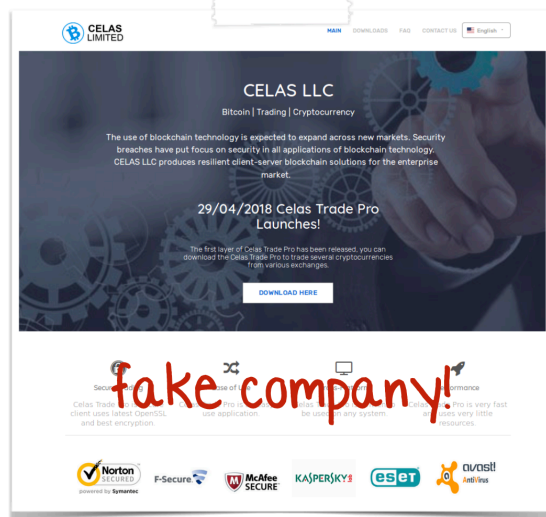 CELAS
LIMITED
MAIN DOWNLOADS FAQ CONTACT US English
CELAS LLC
Bitcoin | Trading | Cryptocurrency
The use of blockchain technology is expected to expand across new markets. Security
breaches have put focus on security in all applications of blockchain technology.
CELAS LLC produces resilient client-server blockchain solutions for the enterprise
market.
29/04/2018 Celas Trade Pro
Launches!
The first layer of Celas Trade Pro has been released, you can
download the Celas Trade Pro to trade several cryptocurrencies
from various exchanges.
DOWNLOAD HERE
fake company!
Celas Trade
client uses latest OpenSSL
and best encryption.
use application
be used on any system
Pro is very fast
uses very little
resources.
Norton
SECURED
powered by Symantec
F-Secure.
McAfee
SECURE
KASPERSKY
eset
avast!
AntiVirus